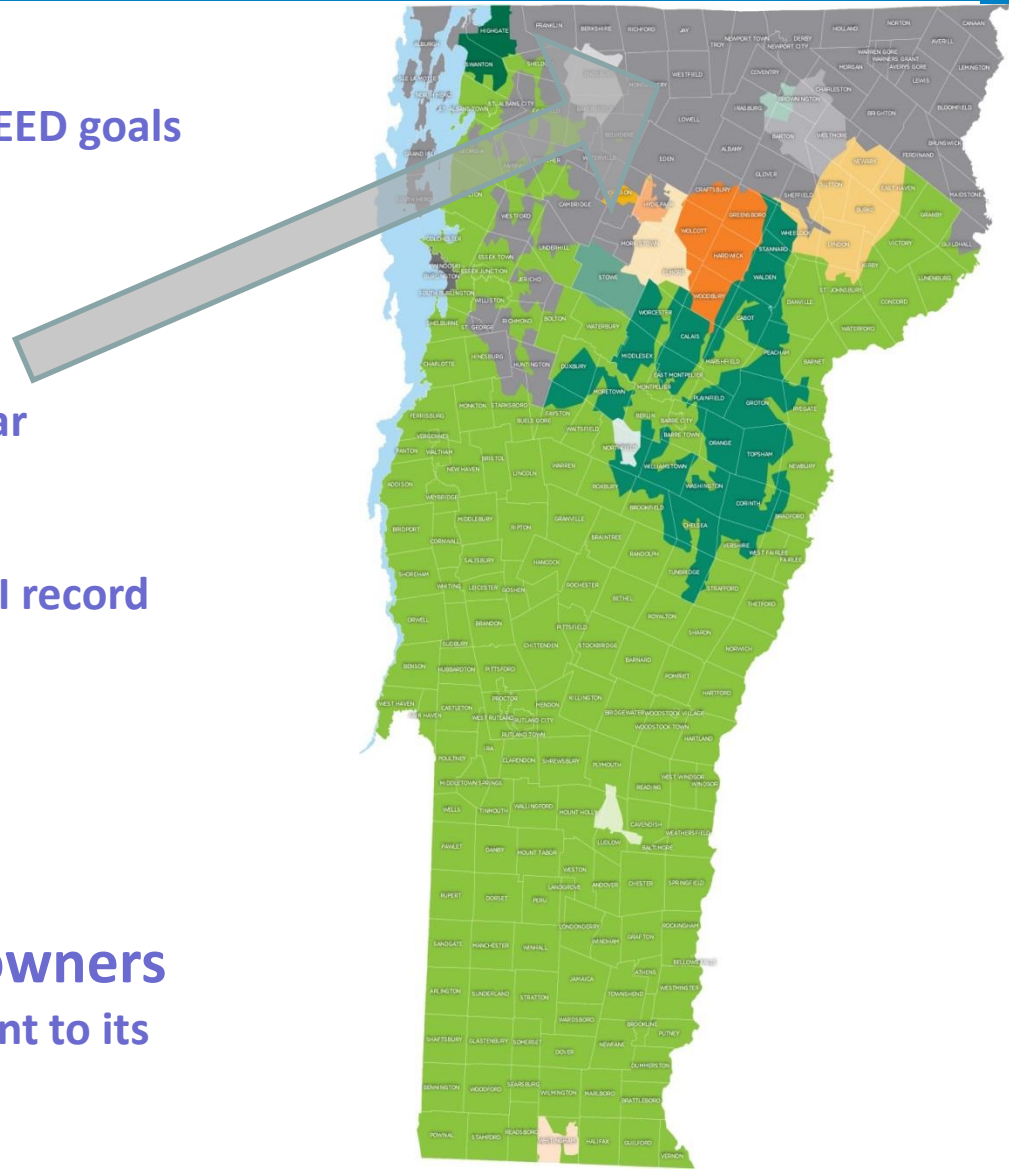 EED goals
ar
I record
owners
nt to its
FRANKLIN
BERKSHIRE
RICHFORD
JAY
TROY
NEWPORT TOWN
DERBY
NEWPORT CITY
HOLLAND
NORTON
CANAAN
AVERILL
WARREN GORE
WARNERS GRANT
AVERYS GORE
LEWIS
LEMINGTON
HIGHGATE
SWANTON
WESTFIELD
COVENTRY
MORGAN
CHARLESTON
BLOOMFIELD
BROWNINGTON
BRIGHTON
LOWELL
BARTON
WESTMORE
BRUNSWICK
FERDINAND
BELVIDERE
ALBANY
EDEN
GLOVER
NEWARK
MAIDSTONE
CRAFTSBURY
SHEFFIELD
EAST HAVEN
CAMBRIDGE
HYDE PARK
GREENSBORO
BURKE
GRANBY
WESTFORD
WOLCOTT
WHEELOCK
LYNDON
VICTORY
GUILDHALL
UNDERHILL
HARDWICK
STANNARD
ESSEX TOWN
ESSEX JUNCTION
JERICHO
STOWE
WALDEN
KIRBY
LUNENBURG
ST. JOHNSBURY
CONCORD
WOODBURY
DANVILLE
WILLISTON
RICHMOND
BOLTON
WATERBURY
WORCESTER
CABOT
WATERFORD
SHELBURNE
ST. GEORGE
CALAIS
MARSHFIELD
PEACHAM
BARNET
HINESBURG
HUNTINGTON
DUXBURY
MIDDLESEX
EAST MONTPELIER
CHARLOTTE
MONTPELIER
PLAINFIELD
GROTON
MORETOWN
RYEGATE
MONKTON
STARKSBORO
FAYSTON
BERLIN
BARRE CITY
FERRISBURG
BUELS GORE
WAITSFIELD
BARRE TOWN
ORANGE
VERGENNES
PANTON
WALTHAM
BRISTOL
NEW HAVEN
LINCOLN
WARREN
TOPSHAM
NEWBURY
WILLIAMSTOWN
ADDISON
WEYBRIDGE
ROXBURY
WASHINGTON
BROOKFIELD
CORINTH
BRADFORD
MIDDLEBURY
RIPTON
GRANVILLE
CHELSEA
BRIDPORT
CORNWALL
BRAINTREE
VERSHIRE
WEST FAIRLEE
FAIRLEE
SALISBURY
HANCOCK
RANDOLPH
TUNBRIDGE
SHOREHAM
WHITING
LEICESTER
GOSHEN
ROCHESTER
BETHEL
STRAFFORD
THETFORD
ORWELL
BRANDON
ROYALTON
PITTSFIELD
SHARON
SUDBURY
CHITTENDEN
STOCKBRIDGE
NORWICH
BENSON
HUBBARDTON
PITTSFORD
BARNARD
POMFRET
HARTFORD
WEST HAVEN
PROCTOR
MENDON
KILLINGTON
CASTLETON
BRIDGEWATER
WOODSTOCK VILLAGE
WEST RUTLAND
RUTLAND CITY
WOODSTOCK TOWN
RUTLAND TOWN
HARTLAND
IRA
POULTNEY
CLARENDON
SHREWSBURY
PLYMOUTH
WEST WINDSOR
WINDSOR
MIDDLETOWN SPRINGS
READING
WELLS
TINMOUTH
WALLINGFORD
MOUNT HOLLY
CAVENDISH
WEATHERSFIELD
LUDLOW
BALTIMORE
PAWLET
DANBY
MOUNT TABOR
WESTON
LANDGROVE
ANDOVER
CHESTER
SPRINGFIELD
RUPERT
DORSET
PERU
LONDONDERRY
ROCKINGHAM
SANDGATE
MANCHESTER
WINHALL
WINDHAM
GRAFTON
ATHENS
JAMAICA
ARLINGTON
SUNDERLAND
STRATTON
TOWNSHEND
WESTMINSTER
WARDSBORO
BROOKLINE
PUTNEY
SHAFTSBURY
GLASTENBURY
SOMERSET
NEWFANE
DOVER
DUMMERSTON
BENNINGTON
WOODFORD
SEARSBURG
WILMINGTON
MARLBORO
BRATTLEBORO
POWNAL
STAMFORD
READSBORO
HALIFAX
GUILFORD
VERNON